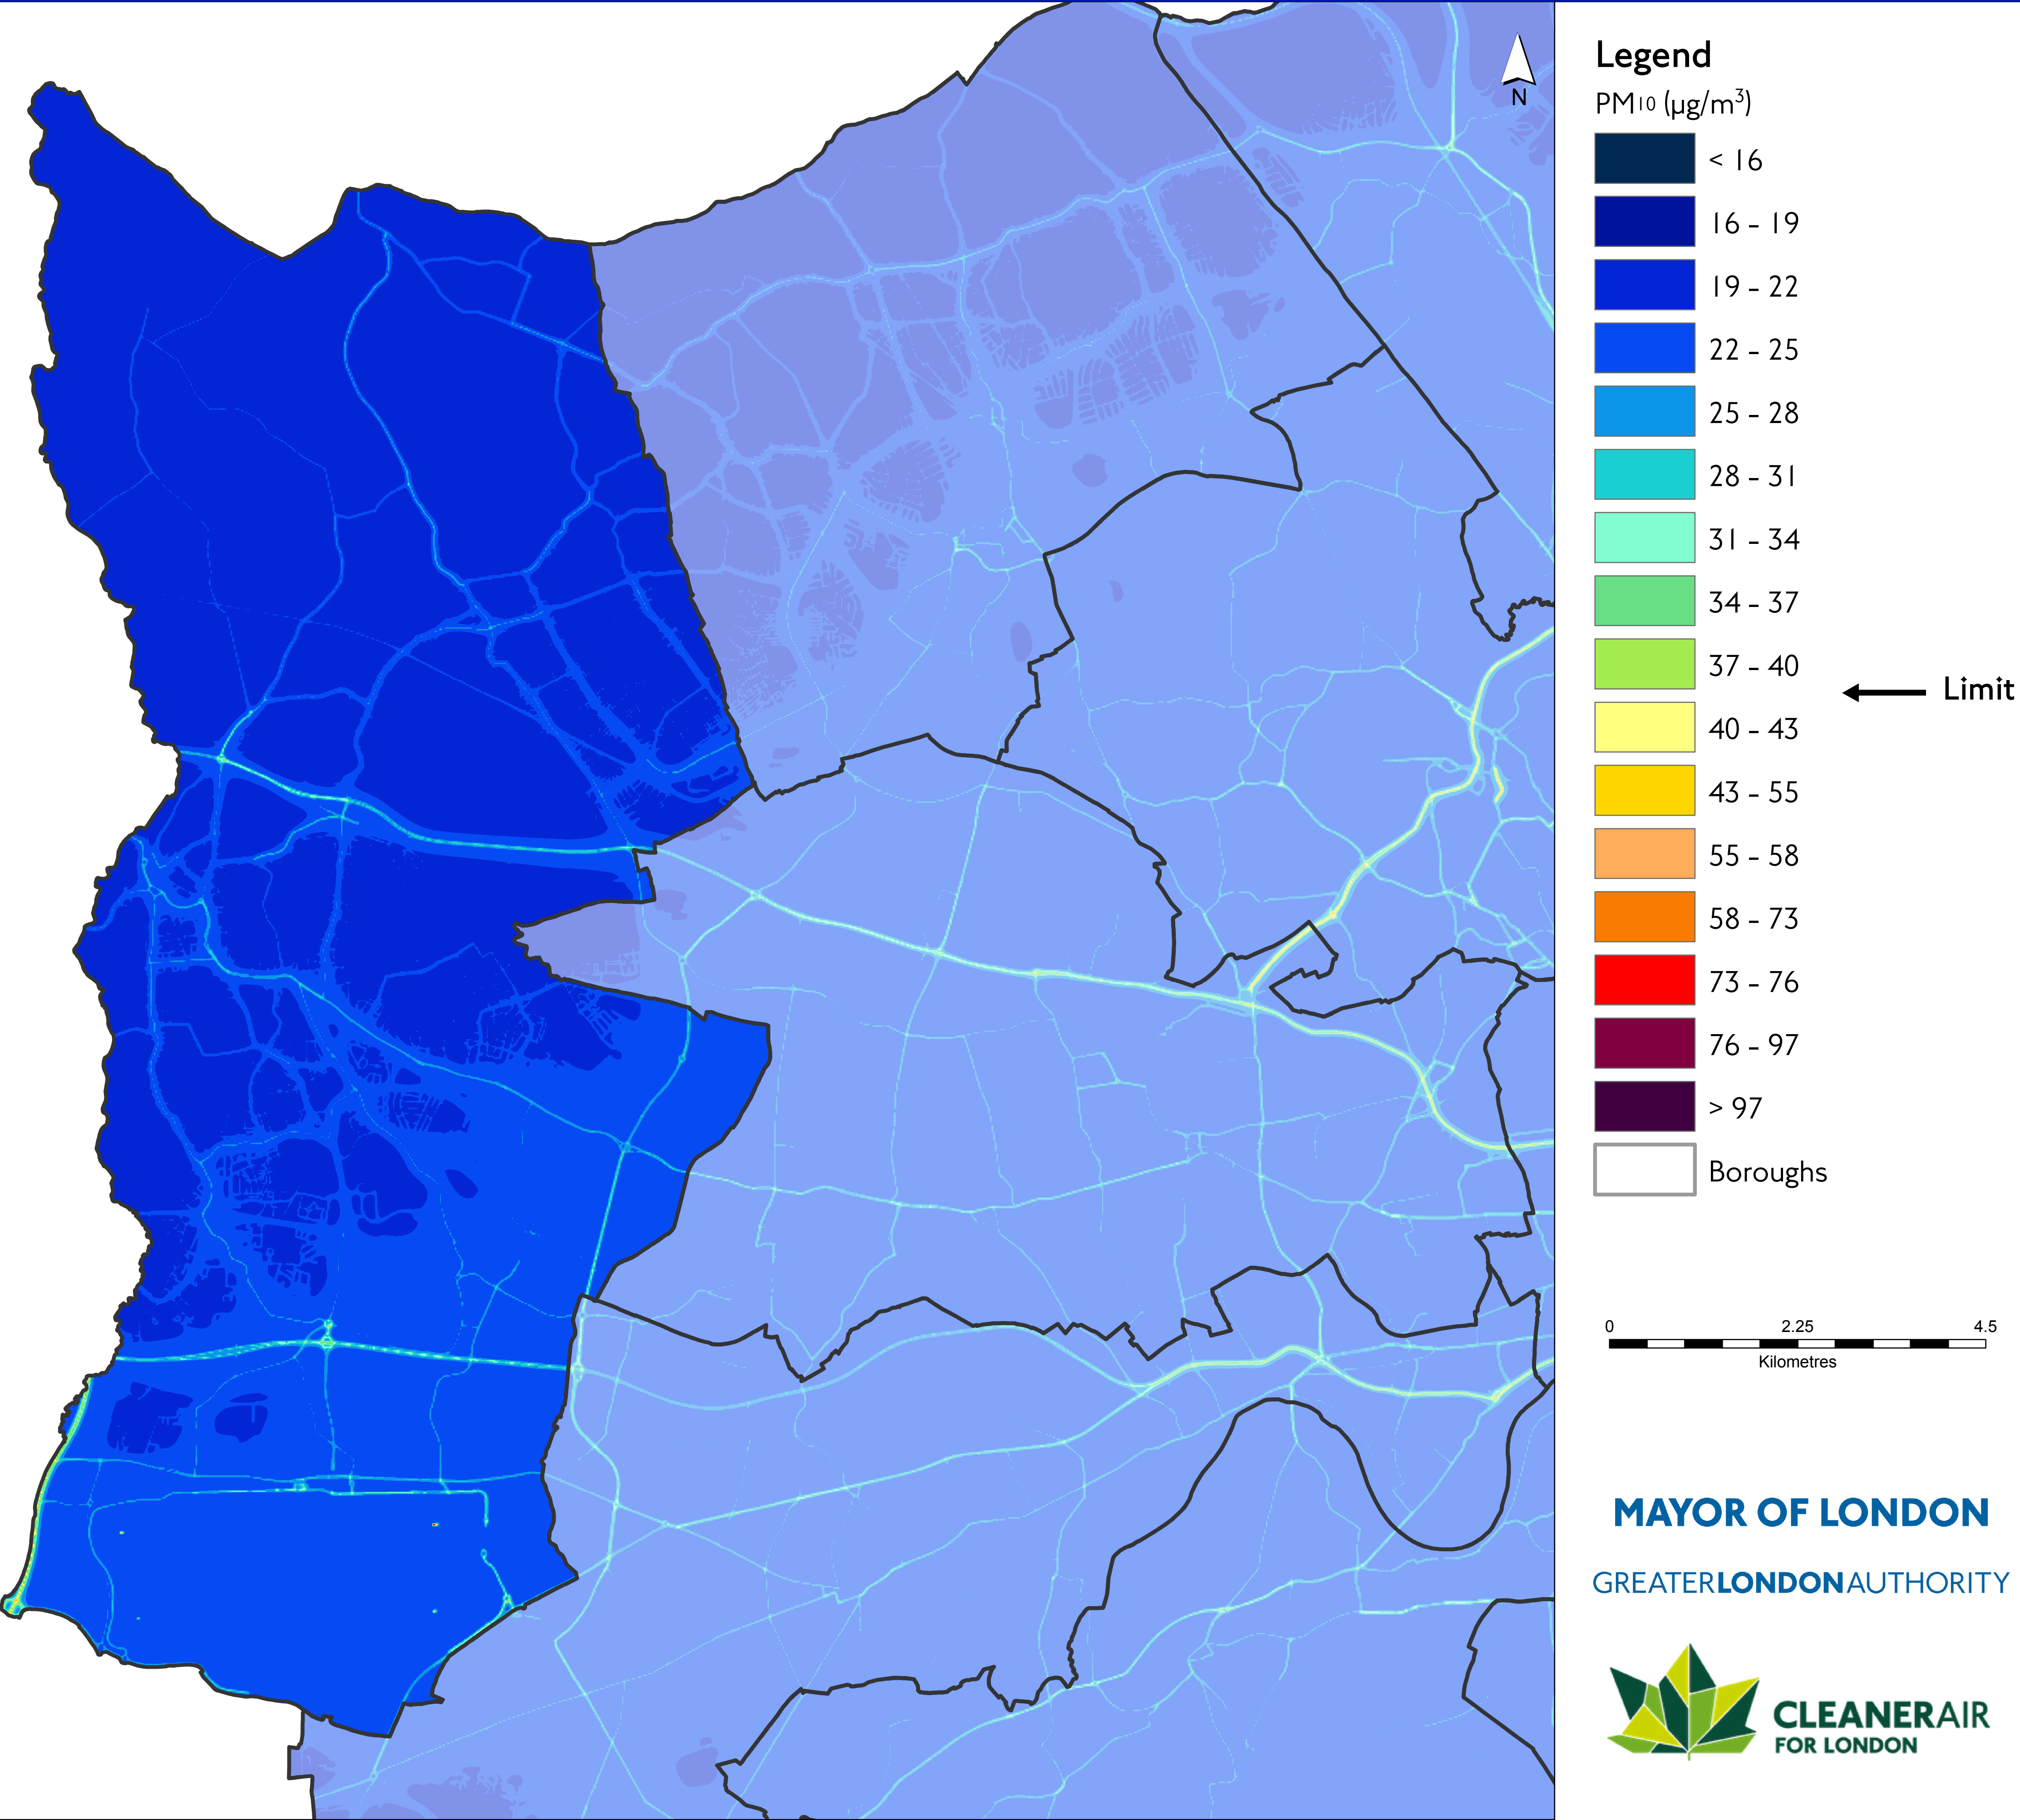 N
Legend
PM10 (µg/m3)
< 16
16 - 19
19 - 22
22 - 25
25 - 28
28 - 31
31 - 34
34 - 37
37 - 40
Limit
40 - 43
43 - 55
55 - 58
58 - 73
73 - 76
76 - 97
> 97
Boroughs
0 2.25 4.5
Kilometres
MAYOR OF LONDON
GREATERLONDONAUTHORITY
CLEANERAIR
FOR LONDON